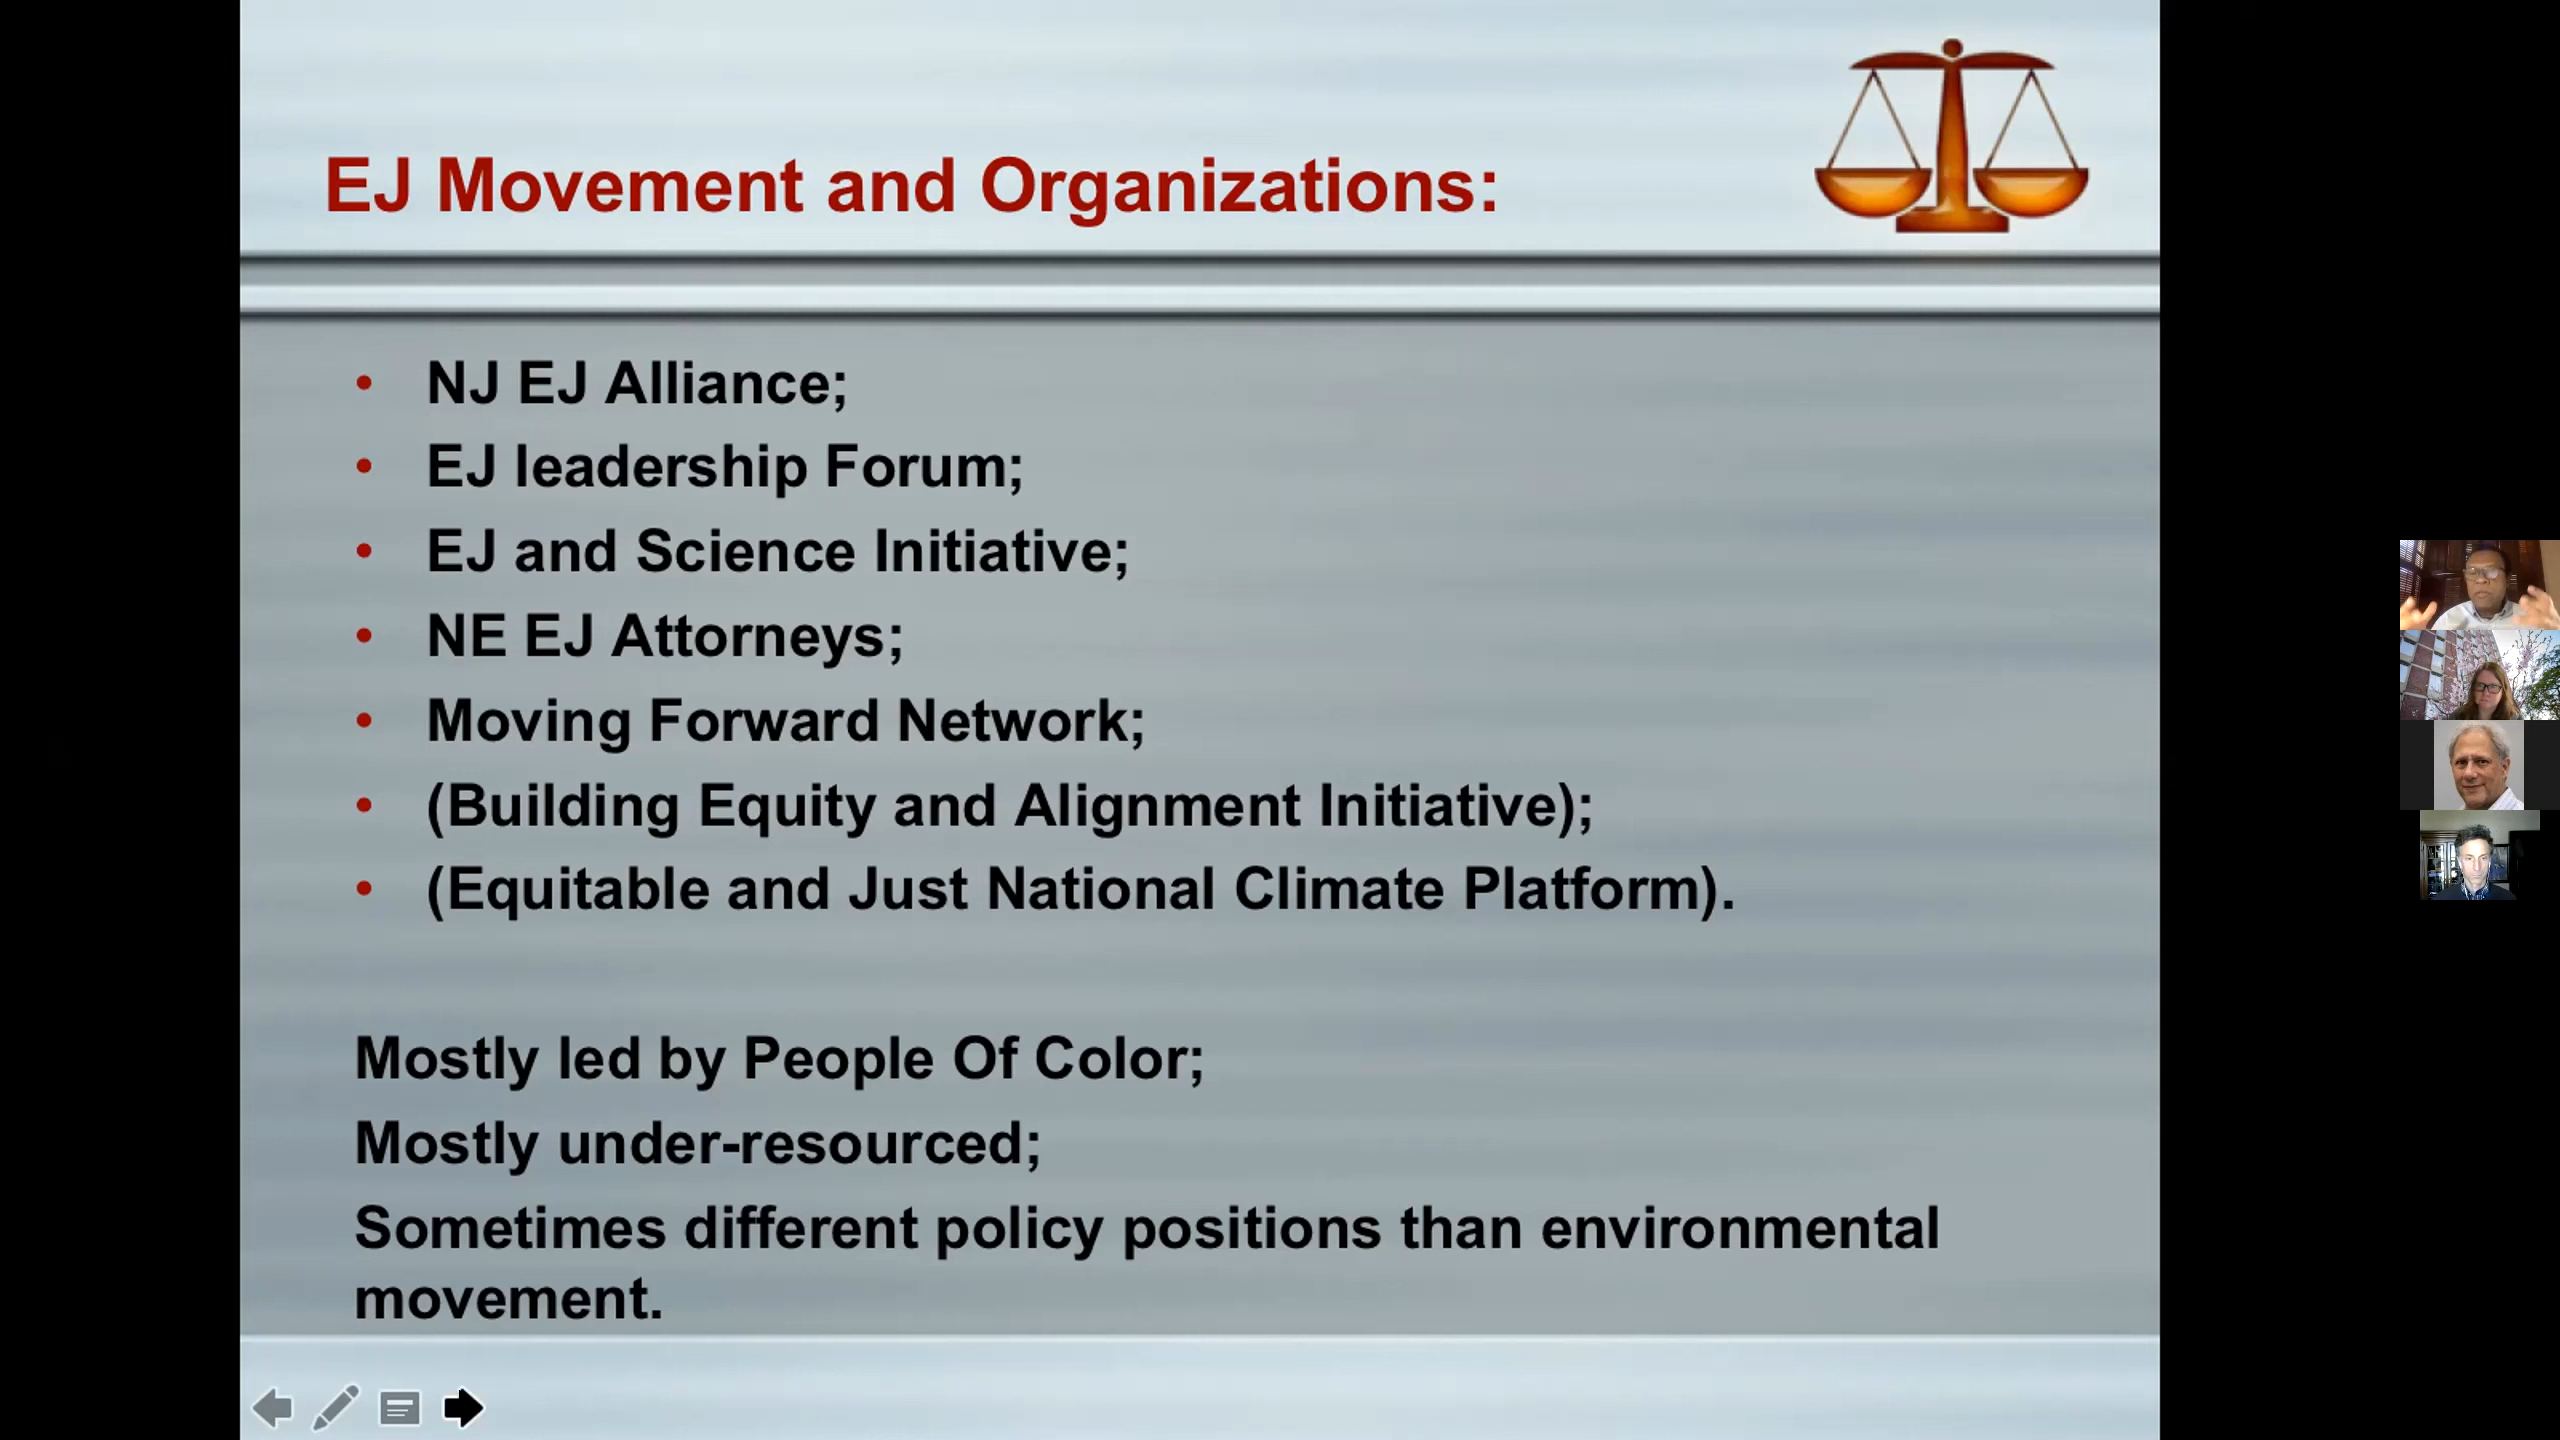 EJ Movement and Organizations:
• NJ EJ Alliance;
• EJ leadership Forum;
• EJ and Science Initiative;
• NE EJ Attorneys;
• Moving Forward Network;
• (Building Equity and Alignment Initiative);
• (Equitable and Just National Climate Platform).
Mostly led by People Of Color;
Mostly under-resourced;
Sometimes different policy positions than environmental
movement.